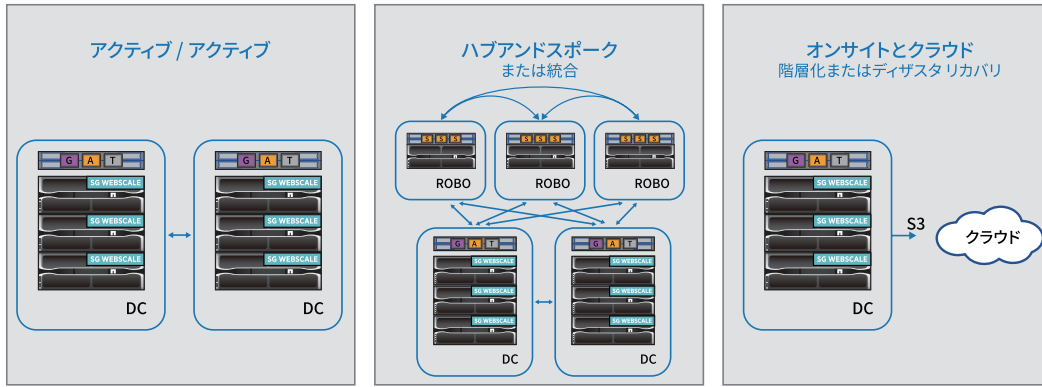 アクティブ / アクティブ
G A T
SG WEBSCALE
SG WEBSCALE
SG WEBSCALE
DC
G A T
SG WEBSCALE
SG WEBSCALE
SG WEBSCALE
DC
ハブアンドスポーク
または統合
S S S
ROBO
S S S
ROBO
S S S
ROBO
G A T
SG WEBSCALE
SG WEBSCALE
SG WEBSCALE
DC
G A T
SG WEBSCALE
SG WEBSCALE
SG WEBSCALE
DC
オンサイトとクラウド
階層化またはディザスタ リカバリ
G A T
SG WEBSCALE
SG WEBSCALE
SG WEBSCALE
DC
S3
クラウド